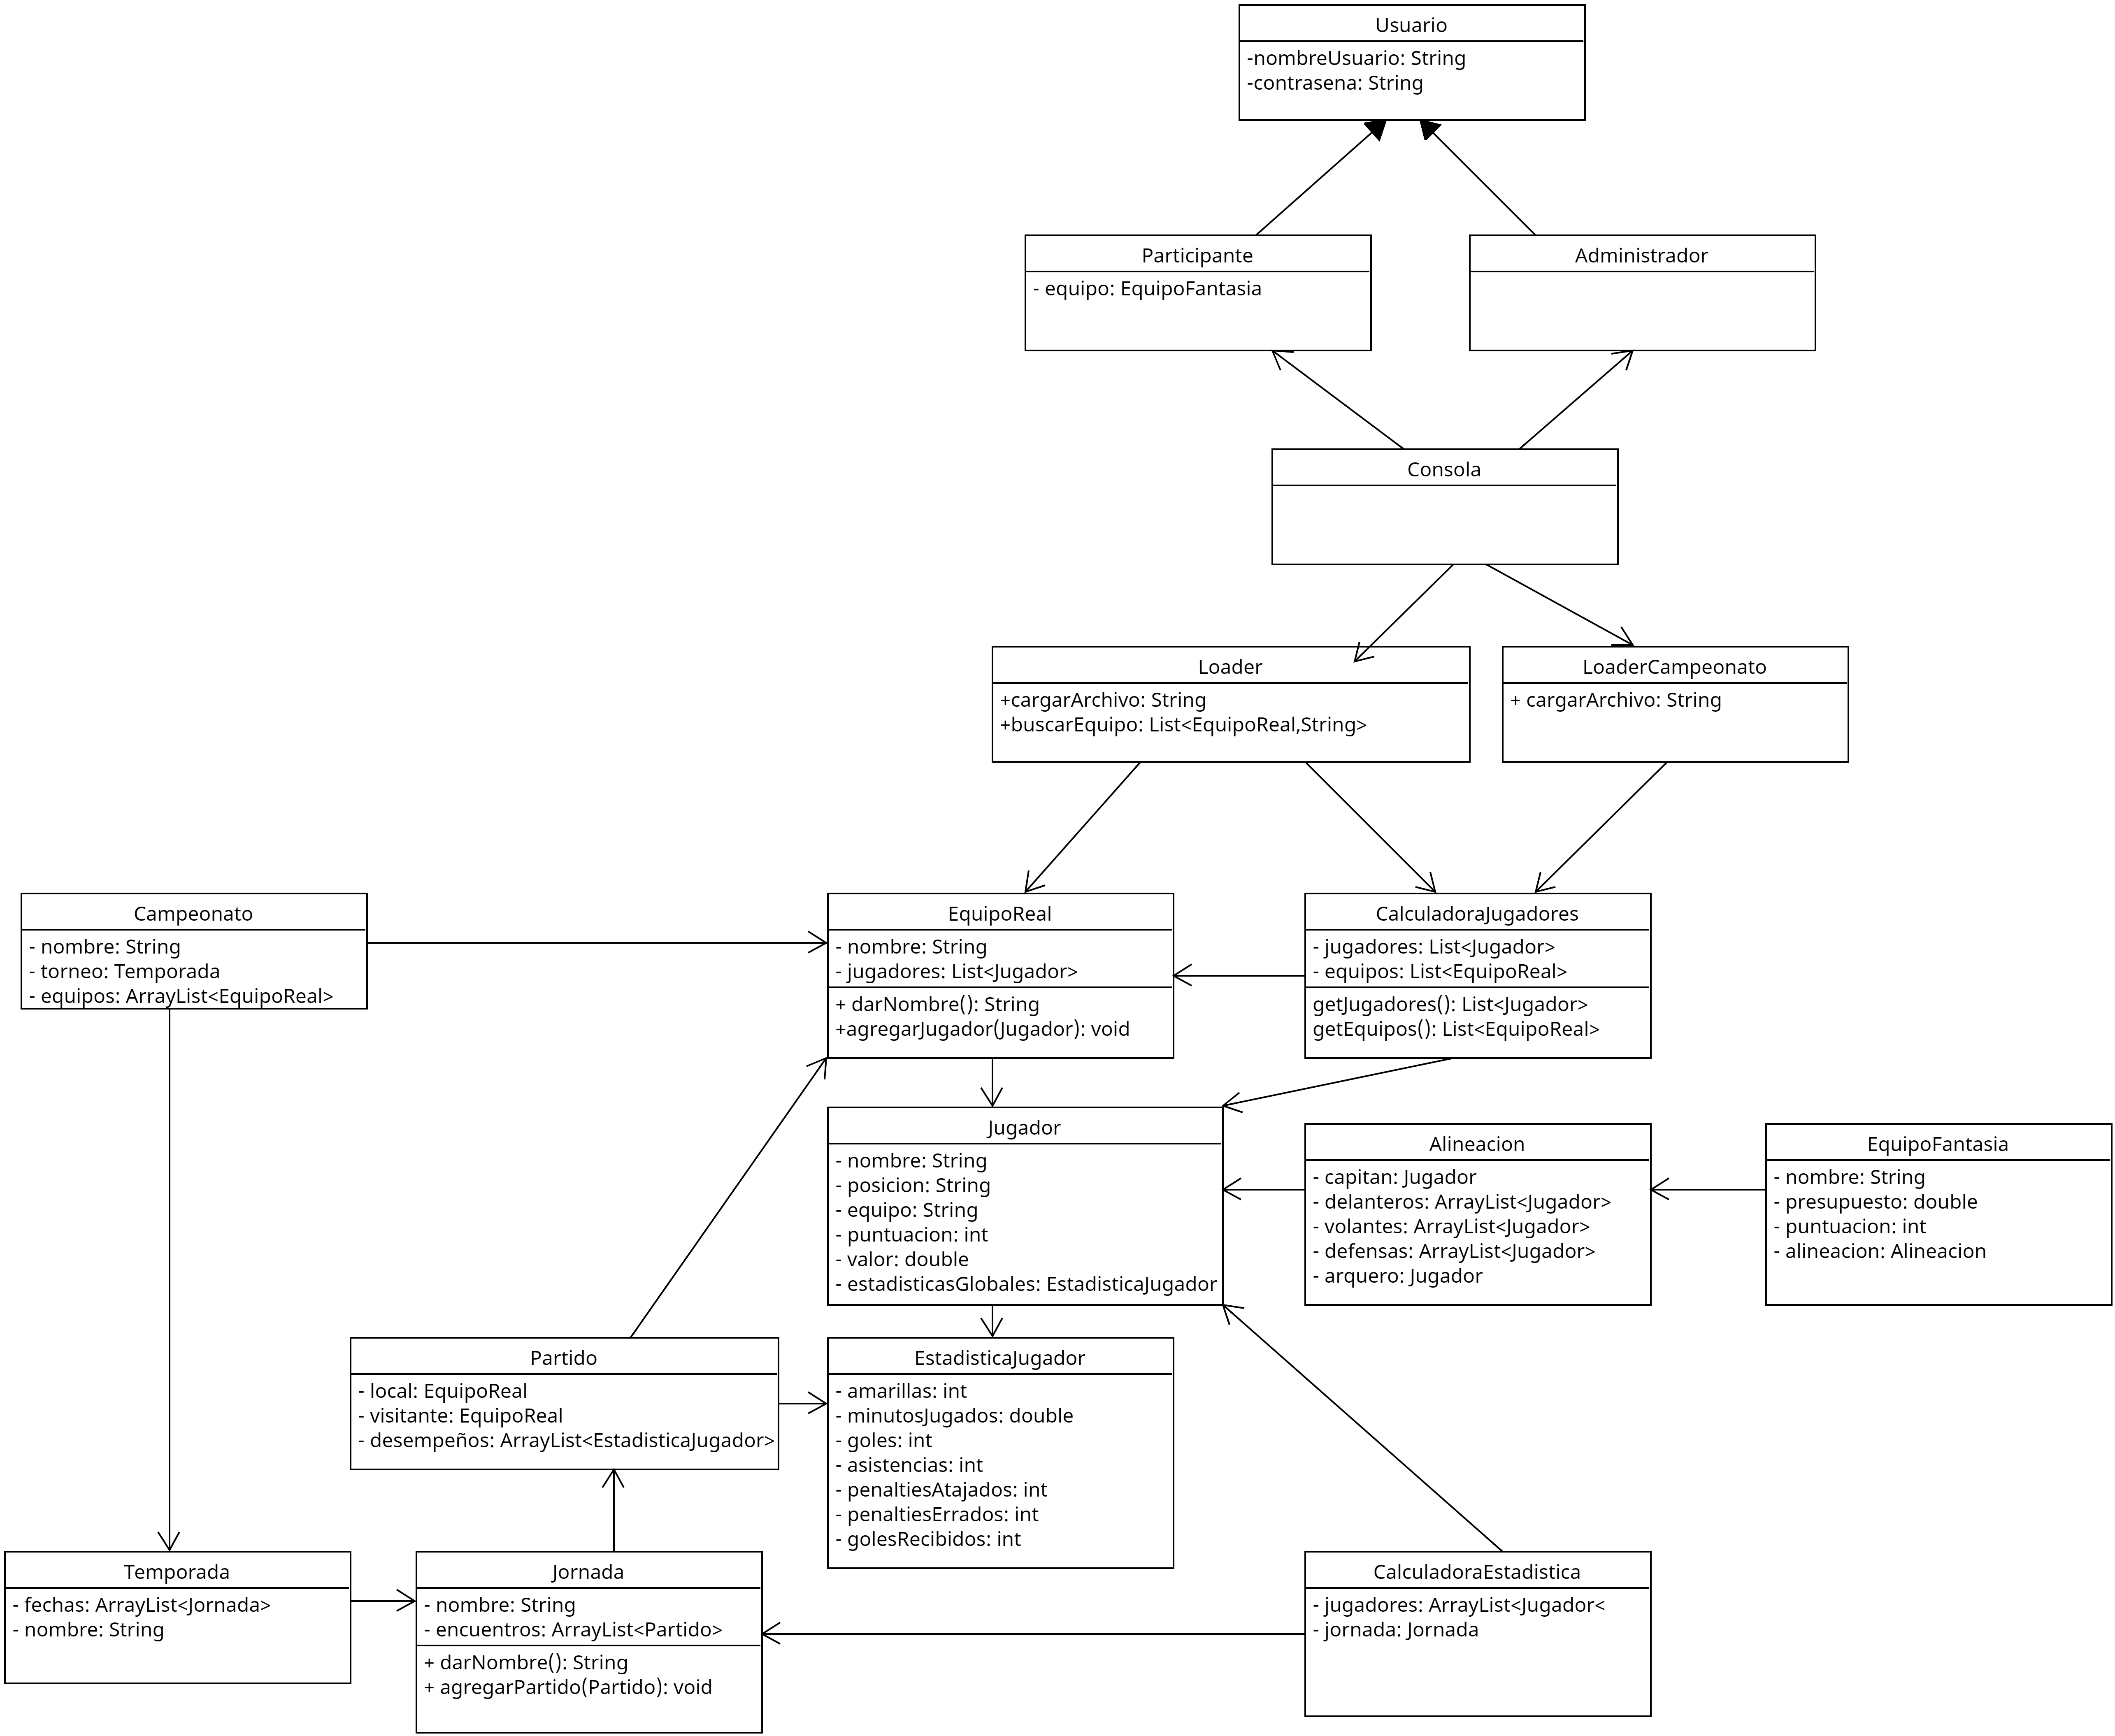 Usuario
-nombreUsuario: String
-contrasena: String
Participante
- equipo: EquipoFantasia
Administrador
Consola
Loader
+cargarArchivo: String
+buscarEquipo: List<EquipoReal,String>
LoaderCampeonato
+ cargarArchivo: String
Campeonato
- nombre: String
- torneo: Temporada
- equipos: ArrayList<EquipoReal>
EquipoReal
- nombre: String
- jugadores: List<Jugador>
+ darNombre(): String
+agregarJugador(Jugador): void
CalculadoraJugadores
- jugadores: List<Jugador>
- equipos: List<EquipoReal>
getJugadores(): List<Jugador>
getEquipos(): List<EquipoReal>
Jugador
- nombre: String
- posicion: String
- equipo: String
- puntuacion: int
- valor: double
- estadisticasGlobales: EstadisticaJugador
Alineacion
- capitan: Jugador
- delanteros: ArrayList<Jugador>
- volantes: ArrayList<Jugador>
- defensas: ArrayList<Jugador>
- arquero: Jugador
EquipoFantasia
- nombre: String
- presupuesto: double
- puntuacion: int
- alineacion: Alineacion
Partido
- local: EquipoReal
- visitante: EquipoReal
- desempeños: ArrayList<EstadisticaJugador>
EstadisticaJugador
- amarillas: int
- minutosJugados: double
- goles: int
- asistencias: int
- penaltiesAtajados: int
- penaltiesErrados: int
- golesRecibidos: int
Temporada
- fechas: ArrayList<Jornada>
- nombre: String
Jornada
- nombre: String
- encuentros: ArrayList<Partido>
+ darNombre(): String
+ agregarPartido(Partido): void
CalculadoraEstadistica
- jugadores: ArrayList<Jugador<
- jornada: Jornada